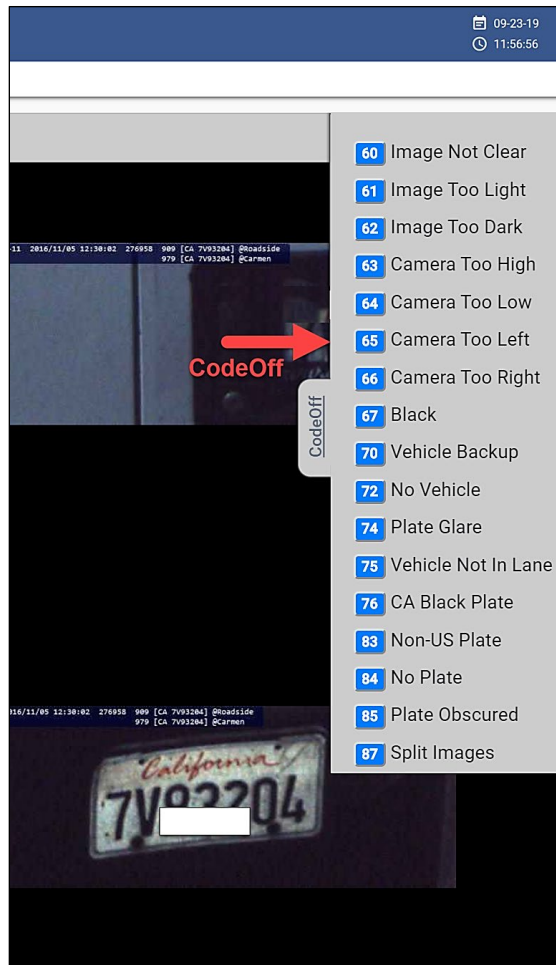 09-23-19
11:56:56
-11 2016/11/05 12:30:02 276958 909 [CA 7V93204] @Roadside
979 [CA 7V93204] @Carmen
CodeOff
CodeOff
60 Image Not Clear
61 Image Too Light
62 Image Too Dark
63 Camera Too High
64 Camera Too Low
65 Camera Too Left
66 Camera Too Right
67 Black
70 Vehicle Backup
72 No Vehicle
74 Plate Glare
75 Vehicle Not In Lane
76 CA Black Plate
83 Non-US Plate
84 No Plate
85 Plate Obscured
87 Split Images
016/11/05 12:30:02 276958 909 [CA 7V93204] @Roadside
979 [CA 7V93204] @Carmen
California
7V93204